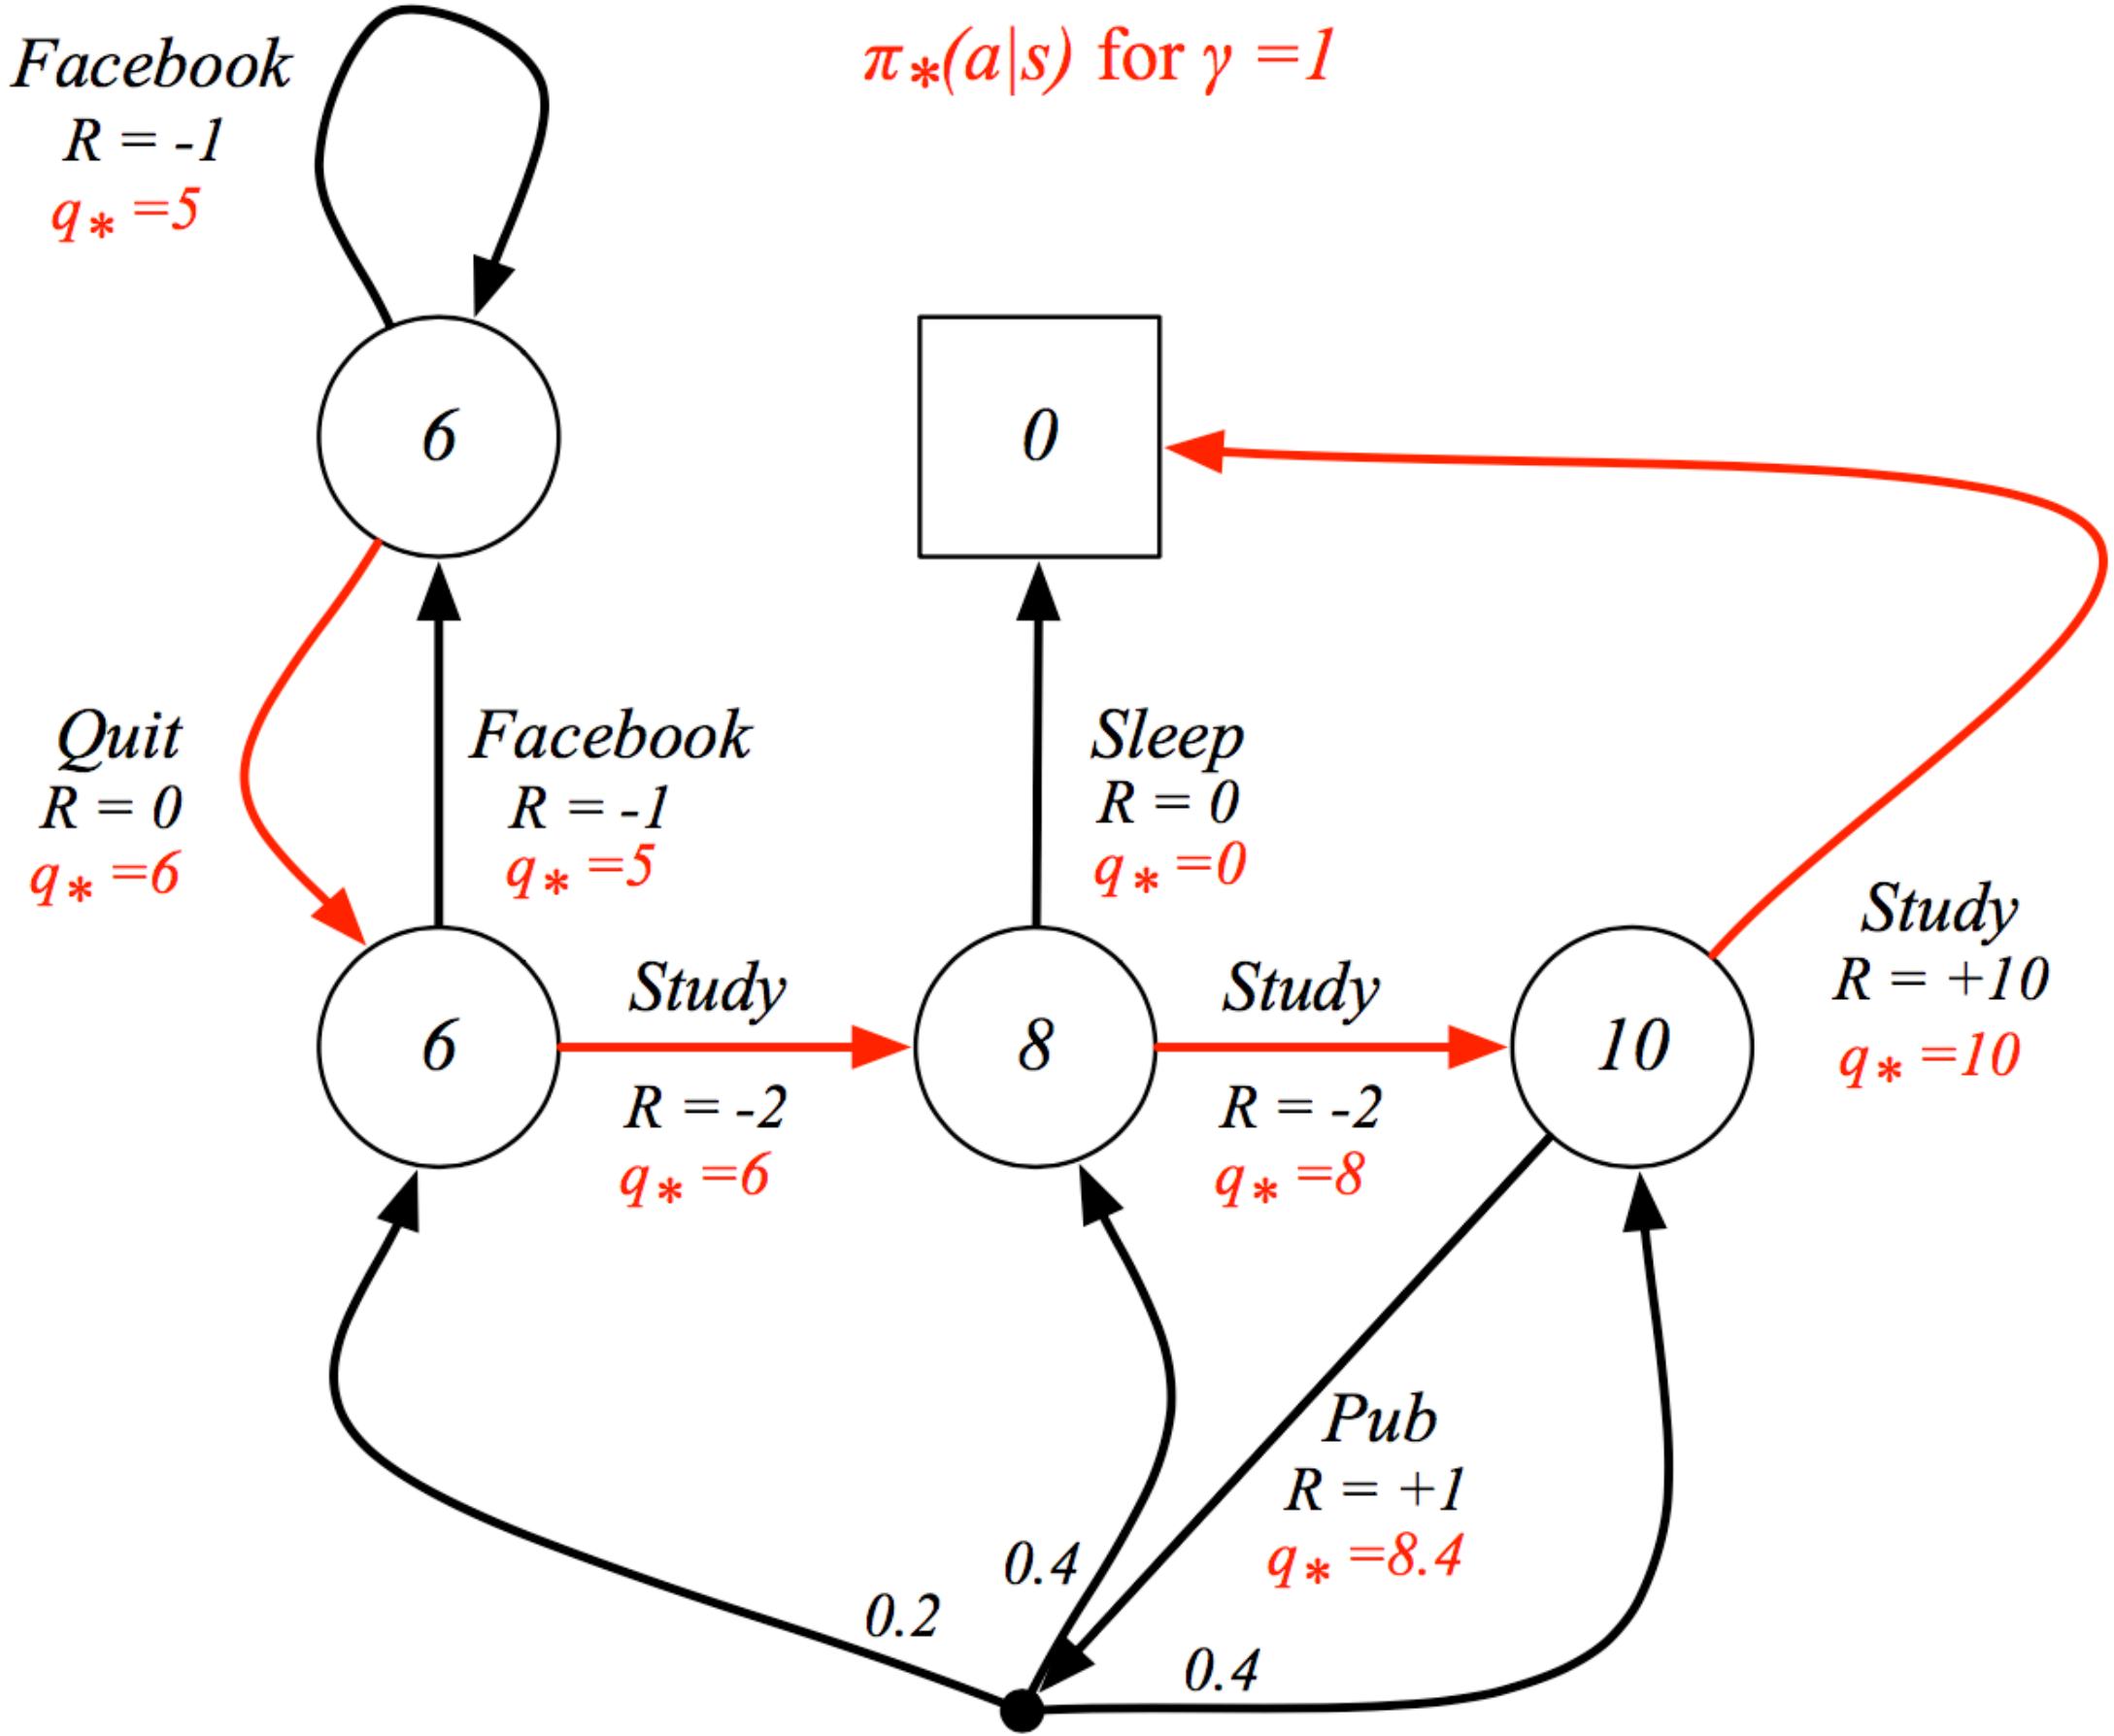 π*(a|s) for γ =1
Facebook
R = -1
q* =5
6
0
Quit
R = 0
q* =6
Facebook
R = -1
q* =5
Sleep
R = 0
q* =0
Study
R = +10
q* =10
6
Study
R = -2
q* =6
8
Study
R = -2
q* =8
10
Pub
R = +1
q* =8.4
0.2
0.4
0.4